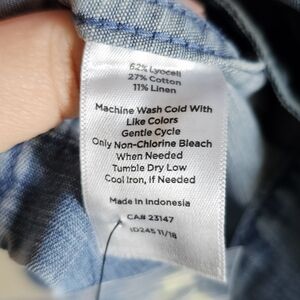 62% Lyocell
27% Cotton
11% Linen
Machine Wash Cold With
Like Colors
Gentle Cycle
Only Non-Chlorine Bleach
When Needed
Tumble Dry Low
Cool Iron, If Needed
Made In Indonesia
CA# 23147
ID245 11/18